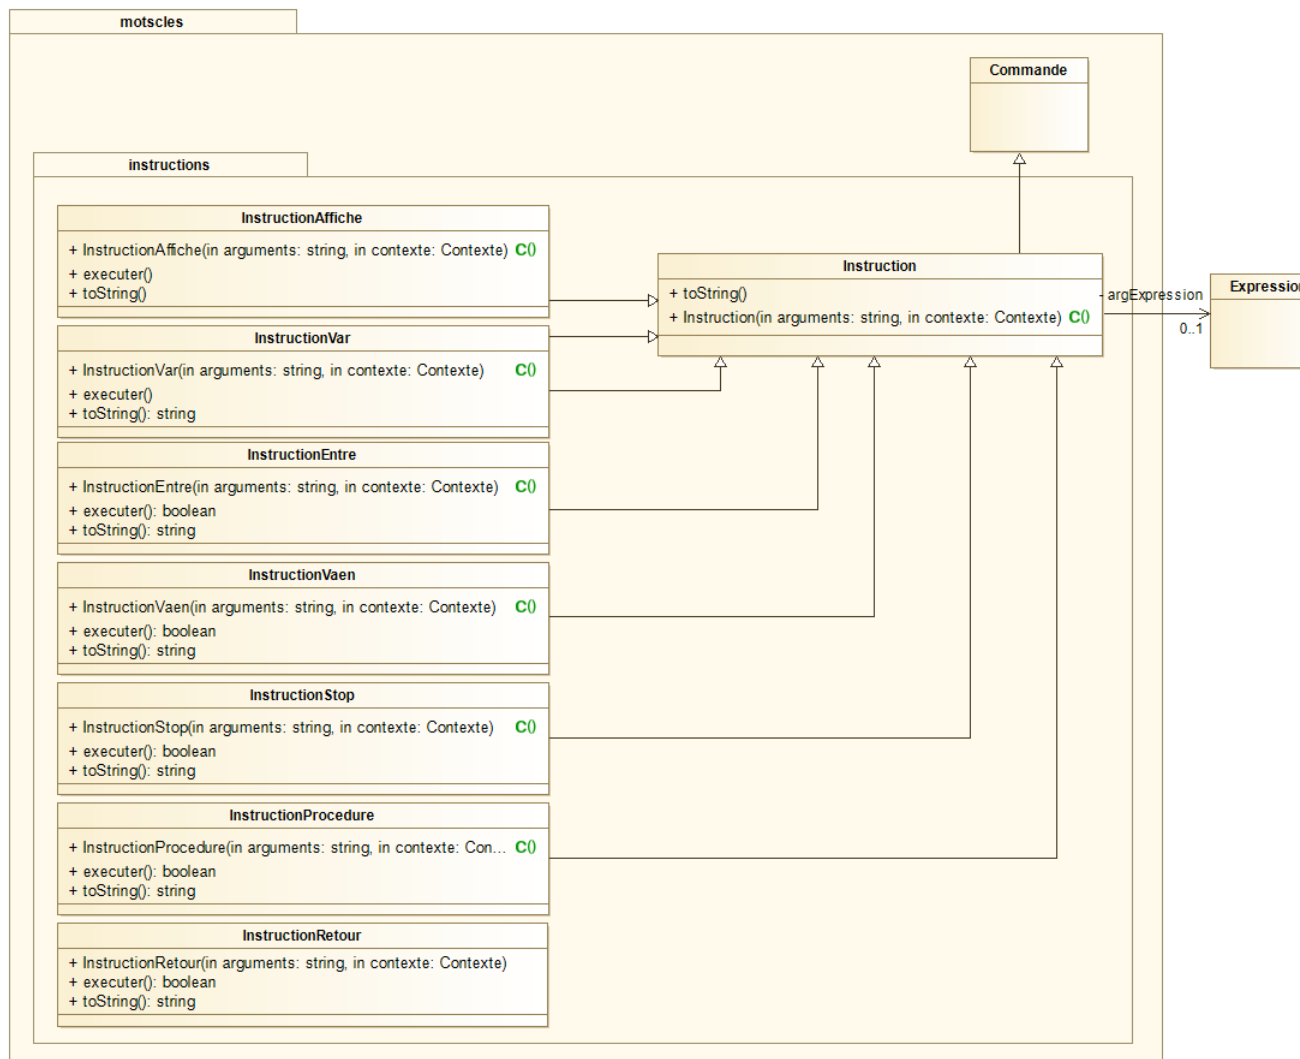 motscles
Commande
instructions
InstructionAffiche
+ InstructionAffiche(in arguments: string, in contexte: Contexte) C()
+ executer()
+ toString()
Instruction
+ toString()
+ Instruction(in arguments: string, in contexte: Contexte) C()
- argExpression
0..1
Expression
InstructionVar
+ InstructionVar(in arguments: string, in contexte: Contexte) C()
+ executer()
+ toString(): string
InstructionEntre
+ InstructionEntre(in arguments: string, in contexte: Contexte) C()
+ executer(): boolean
+ toString(): string
InstructionVaen
+ InstructionVaen(in arguments: string, in contexte: Contexte) C()
+ executer(): boolean
+ toString(): string
InstructionStop
+ InstructionStop(in arguments: string, in contexte: Contexte) C()
+ executer(): boolean
+ toString(): string
InstructionProcedure
+ InstructionProcedure(in arguments: string, in contexte: Con... C()
+ executer(): boolean
+ toString(): string
InstructionRetour
+ InstructionRetour(in arguments: string, in contexte: Contexte)
+ executer(): boolean
+ toString(): string